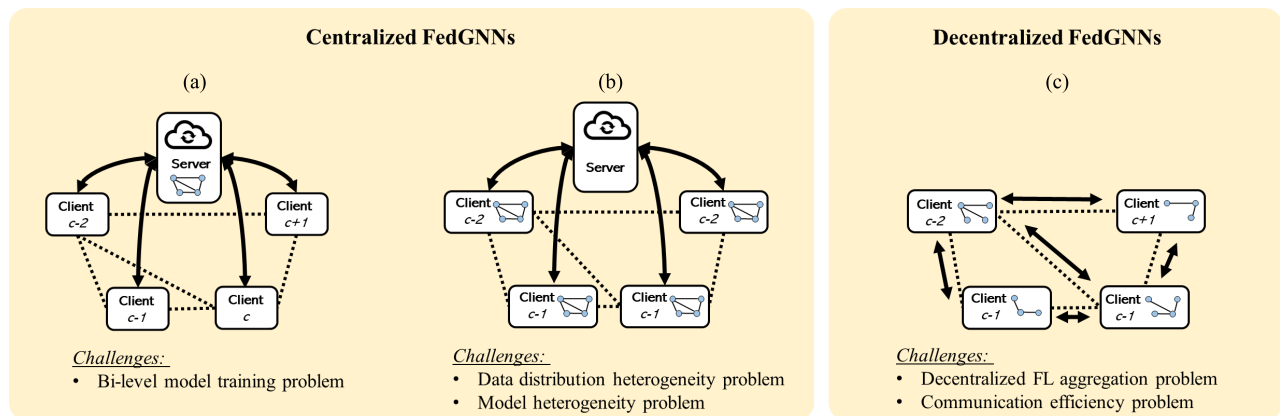 Centralized FedGNNs
Decentralized FedGNNs
(a)
(b)
(c)
Server
Client
c-2
Client
c+1
Client
c-1
Client
c
Server
Client
c-2
Client
c-2
Client
c-1
Client
c-1
Client
c-2
Client
c+1
Client
c-1
Client
c-1
Challenges:
• Bi-level model training problem
Challenges:
• Data distribution heterogeneity problem
• Model heterogeneity problem
Challenges:
• Decentralized FL aggregation problem
• Communication efficiency problem